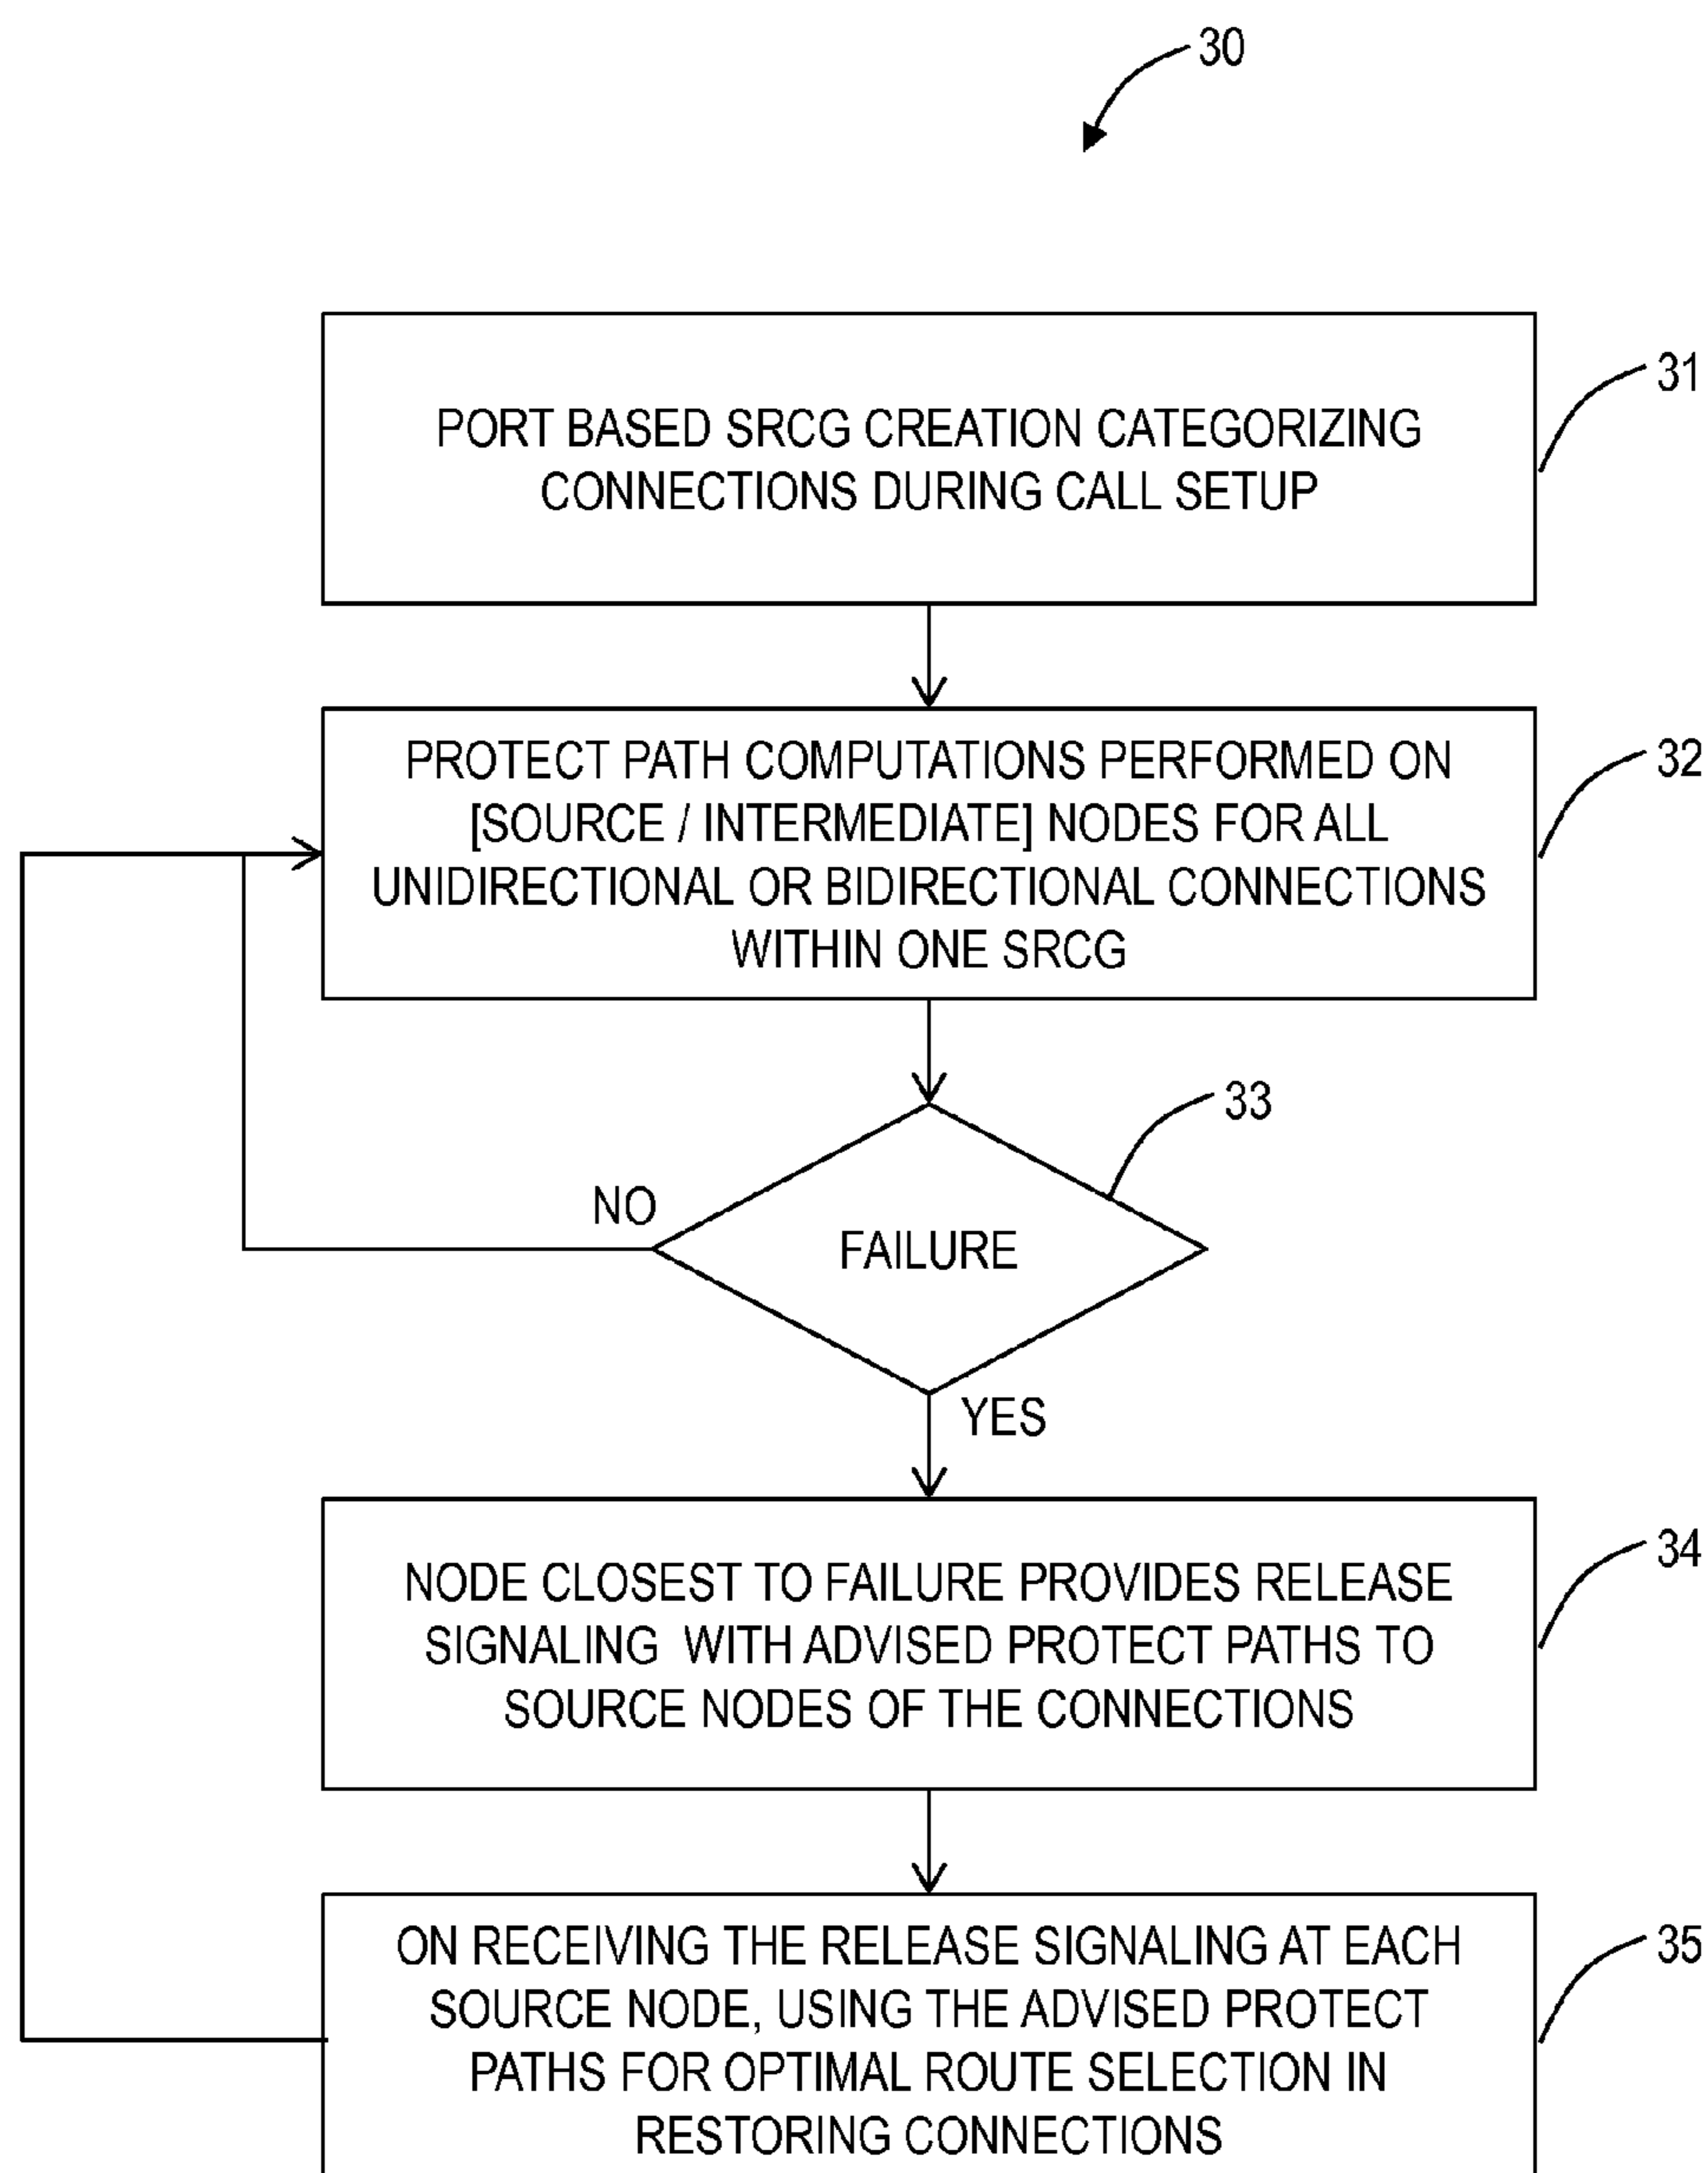 30
PORT BASED SRCG CREATION CATEGORIZING
CONNECTIONS DURING CALL SETUP
31
PROTECT PATH COMPUTATIONS PERFORMED ON
[SOURCE / INTERMEDIATE] NODES FOR ALL
UNIDIRECTIONAL OR BIDIRECTIONAL CONNECTIONS
WITHIN ONE SRCG
32
33
NO
FAILURE
YES
NODE CLOSEST TO FAILURE PROVIDES RELEASE
SIGNALING WITH ADVISED PROTECT PATHS TO
SOURCE NODES OF THE CONNECTIONS
34
ON RECEIVING THE RELEASE SIGNALING AT EACH
SOURCE NODE, USING THE ADVISED PROTECT
PATHS FOR OPTIMAL ROUTE SELECTION IN
RESTORING CONNECTIONS
35